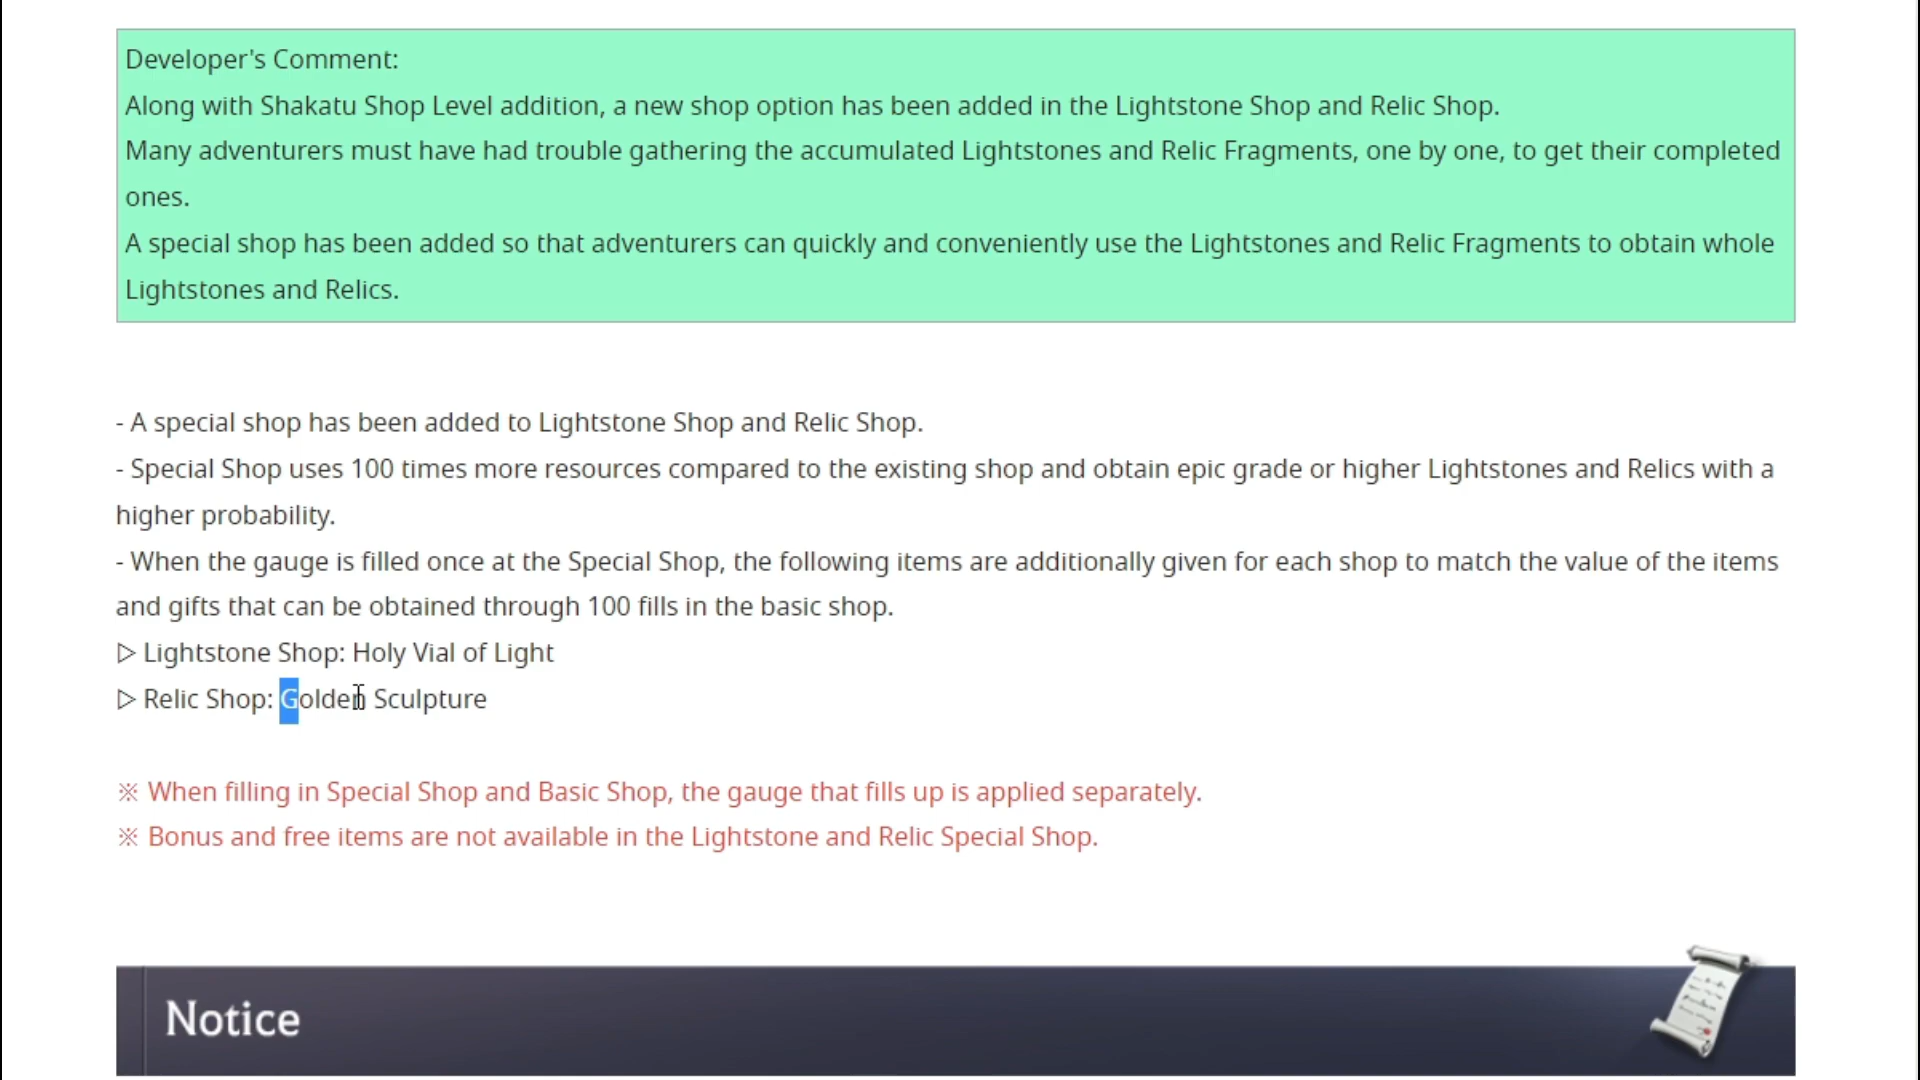 Developer's Comment:
Along with Shakatu Shop Level addition, a new shop option has been added in the Lightstone Shop and Relic Shop.
Many adventurers must have had trouble gathering the accumulated Lightstones and Relic Fragments, one by one, to get their completed
ones.
A special shop has been added so that adventurers can quickly and conveniently use the Lightstones and Relic Fragments to obtain whole
Lightstones and Relics.
- A special shop has been added to Lightstone Shop and Relic Shop.
- Special Shop uses 100 times more resources compared to the existing shop and obtain epic grade or higher Lightstones and Relics with a
higher probability.
- When the gauge is filled once at the Special Shop, the following items are additionally given for each shop to match the value of the items
and gifts that can be obtained through 100 fills in the basic shop.
▷ Lightstone Shop: Holy Vial of Light
▷ Relic Shop: Golden Sculpture
※ When filling in Special Shop and Basic Shop, the gauge that fills up is applied separately.
※ Bonus and free items are not available in the Lightstone and Relic Special Shop.
Notice